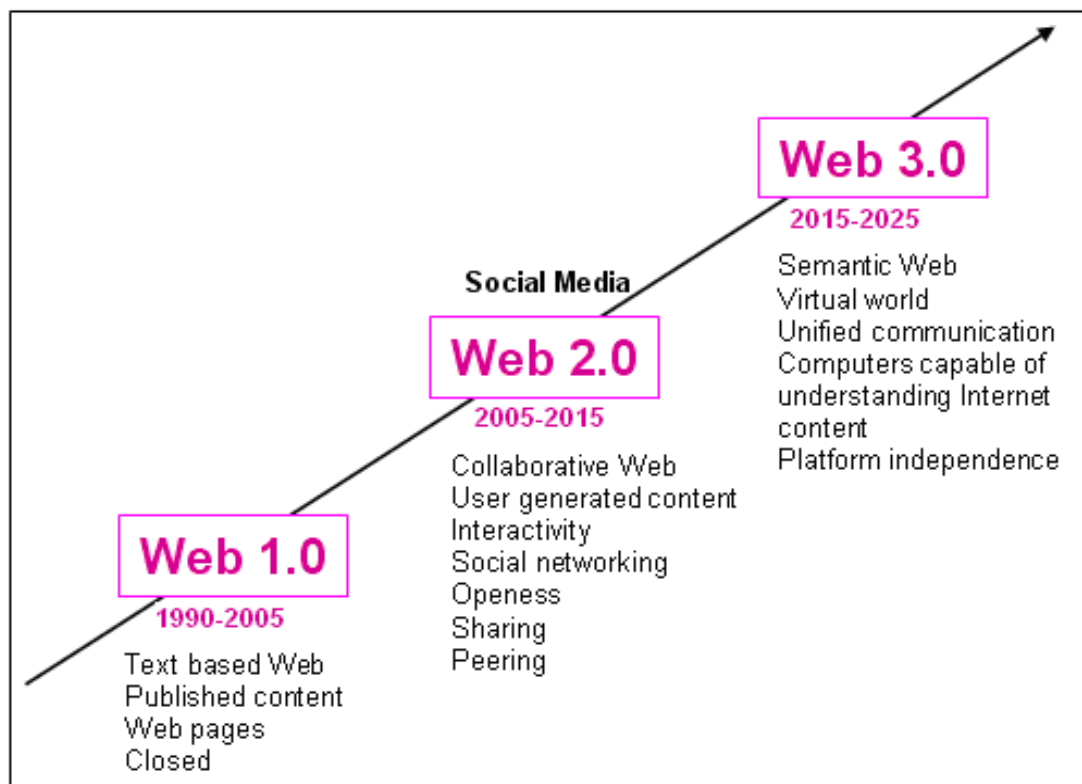 Web 3.0
2015-2025
Semantic Web
Virtual world
Unified communication
Computers capable of
understanding Internet
content
Platform independence
Social Media
Web 2.0
2005-2015
Collaborative Web
User generated content
Interactivity
Social networking
Openess
Sharing
Peering
Web 1.0
1990-2005
Text based Web
Published content
Web pages
Closed